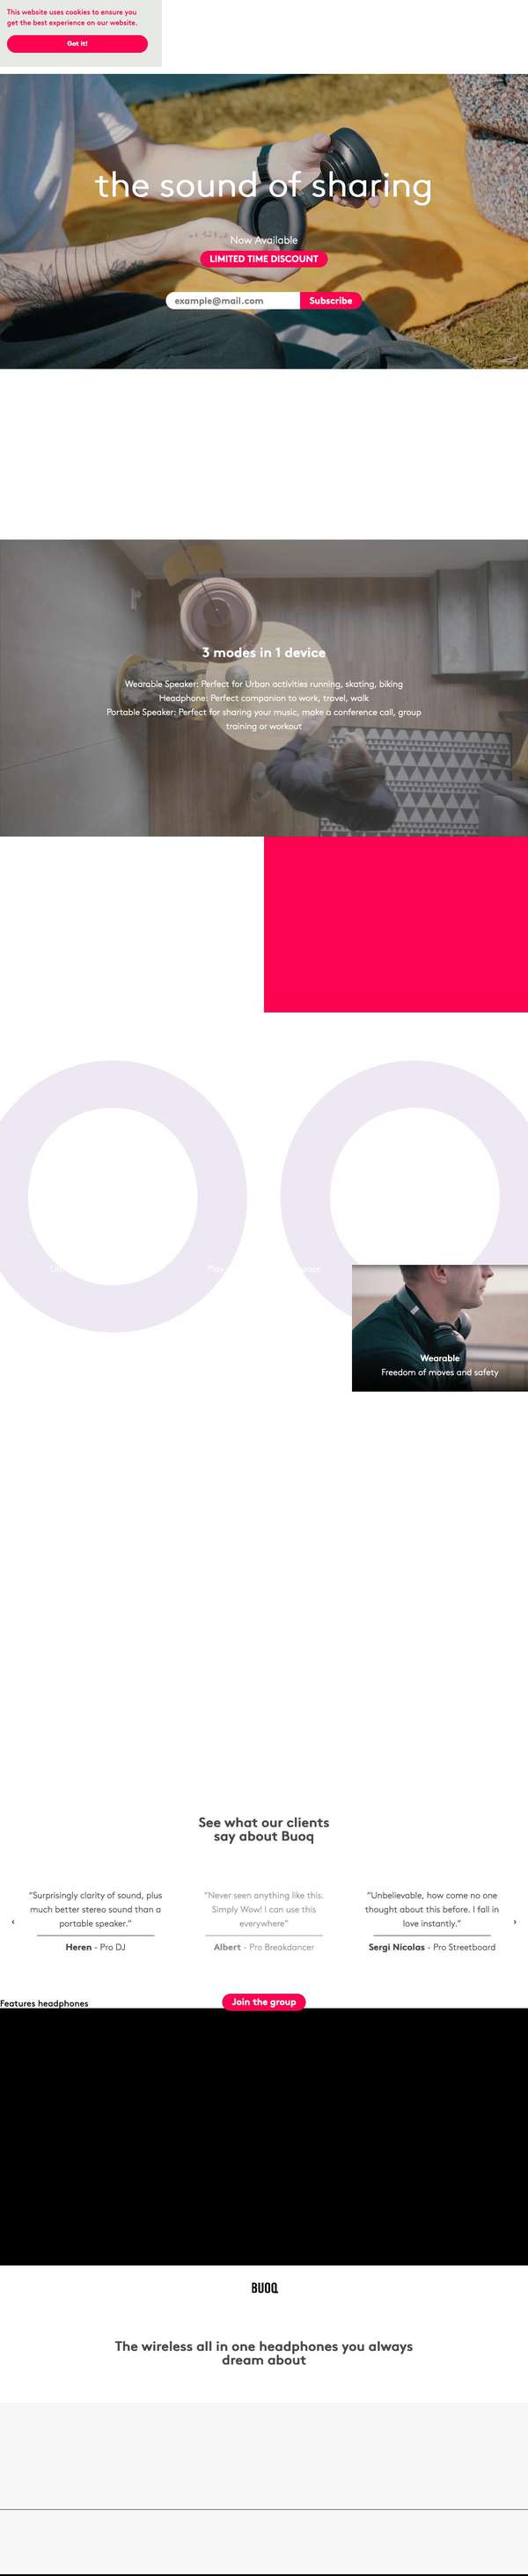 This website uses cookies to ensure you
get the best experience on our website.
Got it!
the sound of sharing
Now Available
LIMITED TIME DISCOUNT
example@mail.com
Subscribe
3 modes in 1 device
Wearable Speaker: Perfect for Urban activities running, skating, biking
Headphone: Perfect companion to work, travel, walk
Portable Speaker: Perfect for sharing your music, make a conference call, group
training or workout
Play
Wearable
Freedom of moves and safety
See what our clients
say about Buoq
“Surprisingly clarity of sound, plus
much better stereo sound than a
portable speaker.”
Heren - Pro DJ
“Never seen anything like this.
Simply Wow! I can use this
everywhere”
Albert - Pro Breakdancer
“Unbelievable, how come no one
thought about this before. I fall in
love instantly.”
Sergi Nicolas - Pro Streetboard
‹
›
Join the group
Features headphones
BUOQ
The wireless all in one headphones you always
dream about